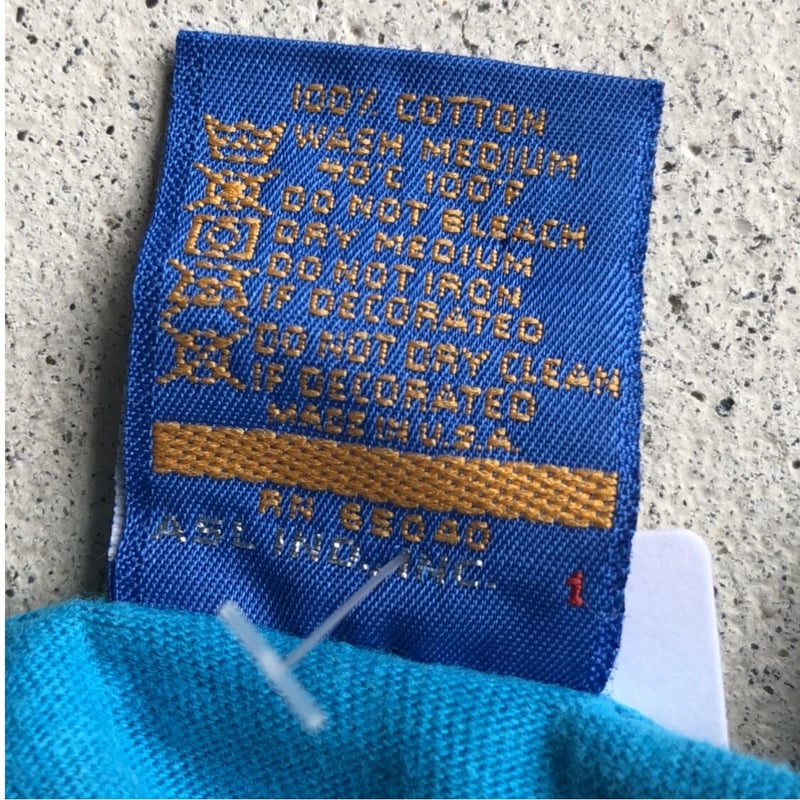 100% COTTON
WASH MEDIUM
40°C 100°F
DO NOT BLEACH
DRY MEDIUM
DO NOT IRON
IF DECORATED
DO NOT DRY CLEAN
IF DECORATED
MADE IN U.S.A.
RN 65040
ASL IND., INC.
1